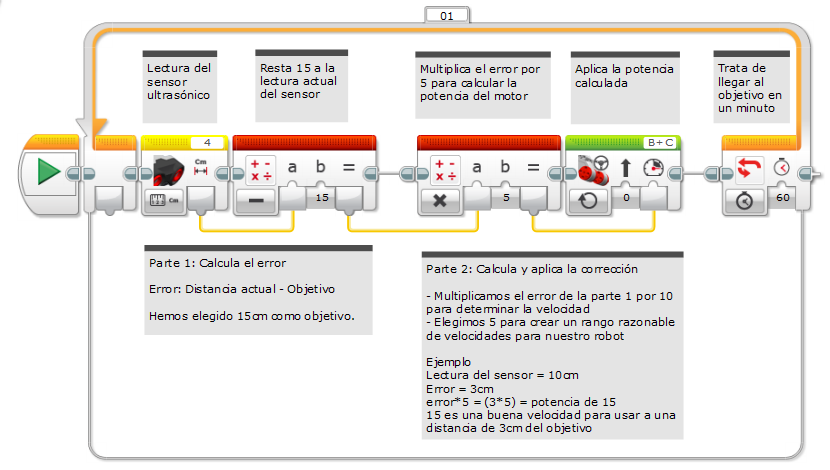 01
Lectura del
sensor
ultrasónico
Resta 15 a la
lectura actual
del sensor
Multiplica el error por
5 para calcular la
potencia del motor
Aplica la potencia
calculada
Trata de
llegar al
objetivo en
un minuto
4
B+C
Cm
a b =
a b =
Cm
15
5
0
60
Parte 1: Calcula el error
Error: Distancia actual - Objetivo
Hemos elegido 15cm como objetivo.
Parte 2: Calcula y aplica la corrección
- Multiplicamos el error de la parte 1 por 10
para determinar la velocidad
- Elegimos 5 para crear un rango razonable
de velocidades para nuestro robot
Ejemplo
Lectura del sensor = 10cm
Error = 3cm
error*5 = (3*5) = potencia de 15
15 es una buena velocidad para usar a una
distancia de 3cm del objetivo